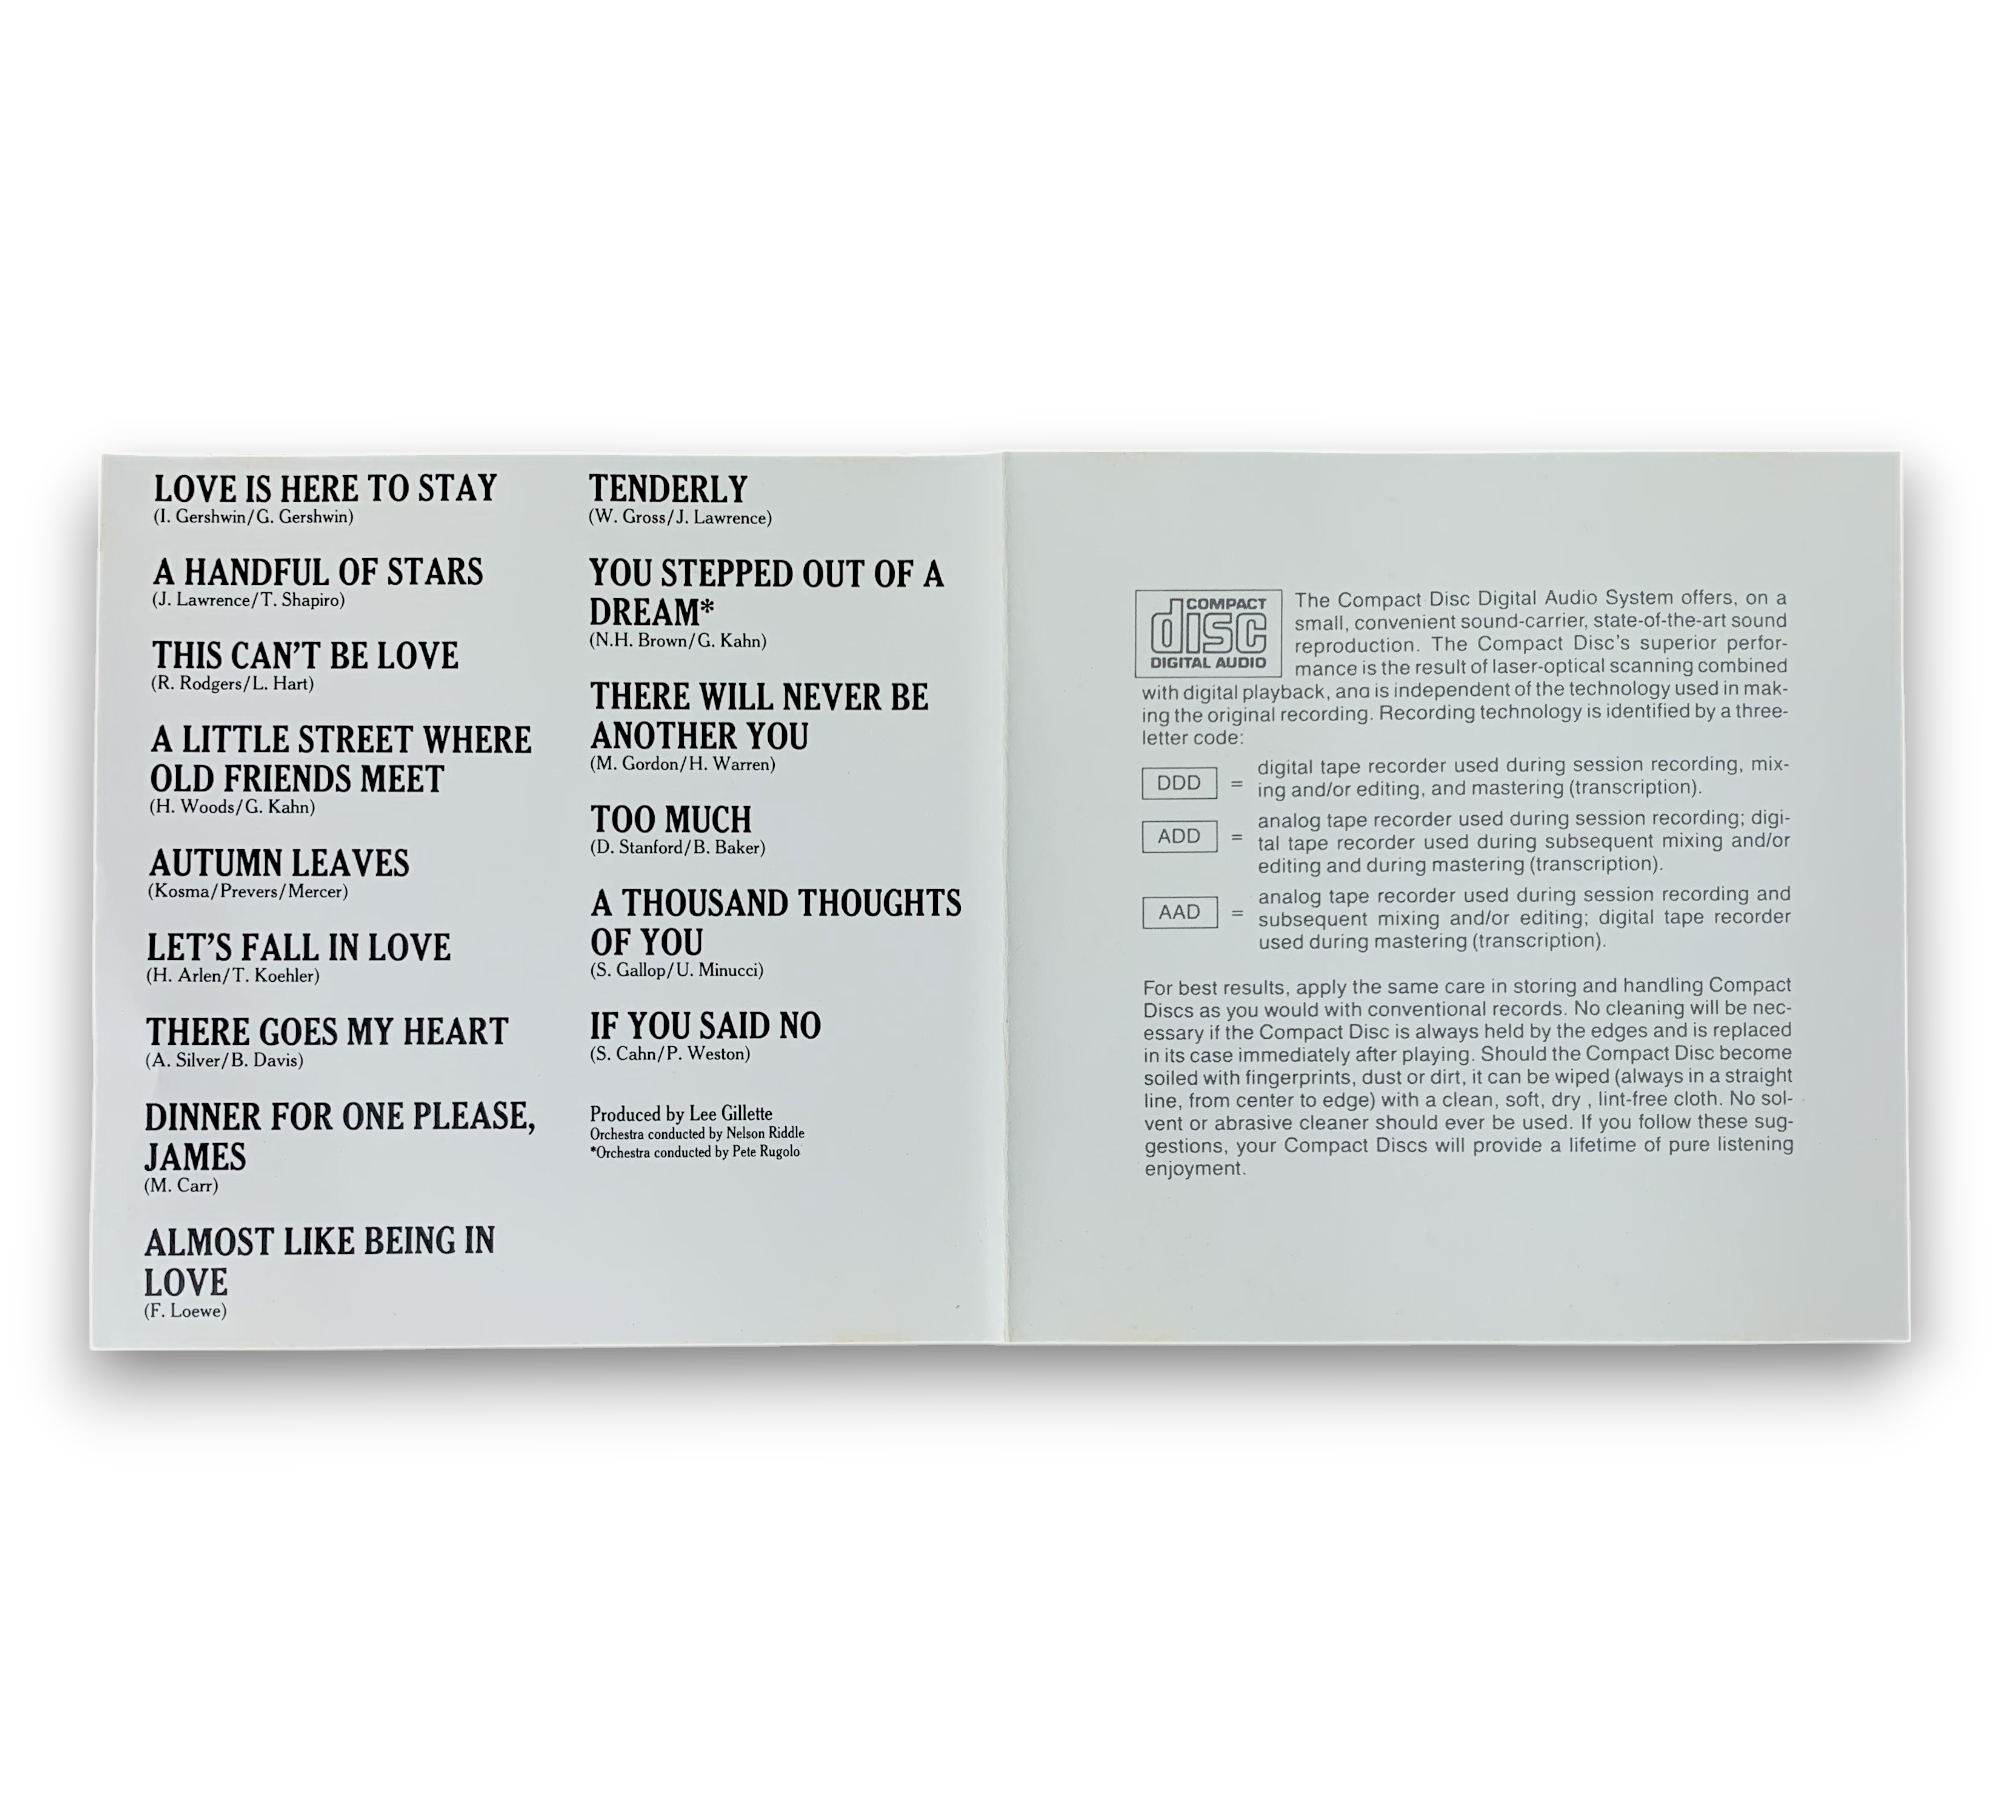 LOVE IS HERE TO STAY
(I. Gershwin/G. Gershwin)
A HANDFUL OF STARS
(J. Lawrence/T. Shapiro)
THIS CAN'T BE LOVE
(R. Rodgers/L. Hart)
A LITTLE STREET WHERE
OLD FRIENDS MEET
(H. Woods/G. Kahn)
AUTUMN LEAVES
(Kosma/Prevers/Mercer)
LET'S FALL IN LOVE
(H. Arlen/T. Koehler)
THERE GOES MY HEART
(A. Silver/B. Davis)
DINNER FOR ONE PLEASE,
JAMES
(M. Carr)
ALMOST LIKE BEING IN
LOVE
(F. Loewe)
TENDERLY
(W. Gross/J. Lawrence)
YOU STEPPED OUT OF A
DREAM*
(N.H. Brown/G. Kahn)
THERE WILL NEVER BE
ANOTHER YOU
(M. Gordon/H. Warren)
TOO MUCH
(D. Stanford/B. Baker)
A THOUSAND THOUGHTS
OF YOU
(S. Gallop/U. Minucci)
IF YOU SAID NO
(S. Cahn/P. Weston)
Produced by Lee Gillette
Orchestra conducted by Nelson Riddle
*Orchestra conducted by Pete Rugolo
COMPACT
disc
DIGITAL AUDIO
The Compact Disc Digital Audio System offers, on a
small, convenient sound-carrier, state-of-the-art sound
reproduction. The Compact Disc's superior perfor-
mance is the result of laser-optical scanning combined
with digital playback, and is independent of the technology used in mak-
ing the original recording. Recording technology is identified by a three-
letter code:
DDD = digital tape recorder used during session recording, mix-
ing and/or editing, and mastering (transcription).
ADD = analog tape recorder used during session recording; digi-
tal tape recorder used during subsequent mixing and/or
editing and during mastering (transcription).
AAD = analog tape recorder used during session recording and
subsequent mixing and/or editing; digital tape recorder
used during mastering (transcription).
For best results, apply the same care in storing and handling Compact
Discs as you would with conventional records. No cleaning will be nec-
essary if the Compact Disc is always held by the edges and is replaced
in its case immediately after playing. Should the Compact Disc become
soiled with fingerprints, dust or dirt, it can be wiped (always in a straight
line, from center to edge) with a clean, soft, dry , lint-free cloth. No sol-
vent or abrasive cleaner should ever be used. If you follow these sug-
gestions, your Compact Discs will provide a lifetime of pure listening
enjoyment.